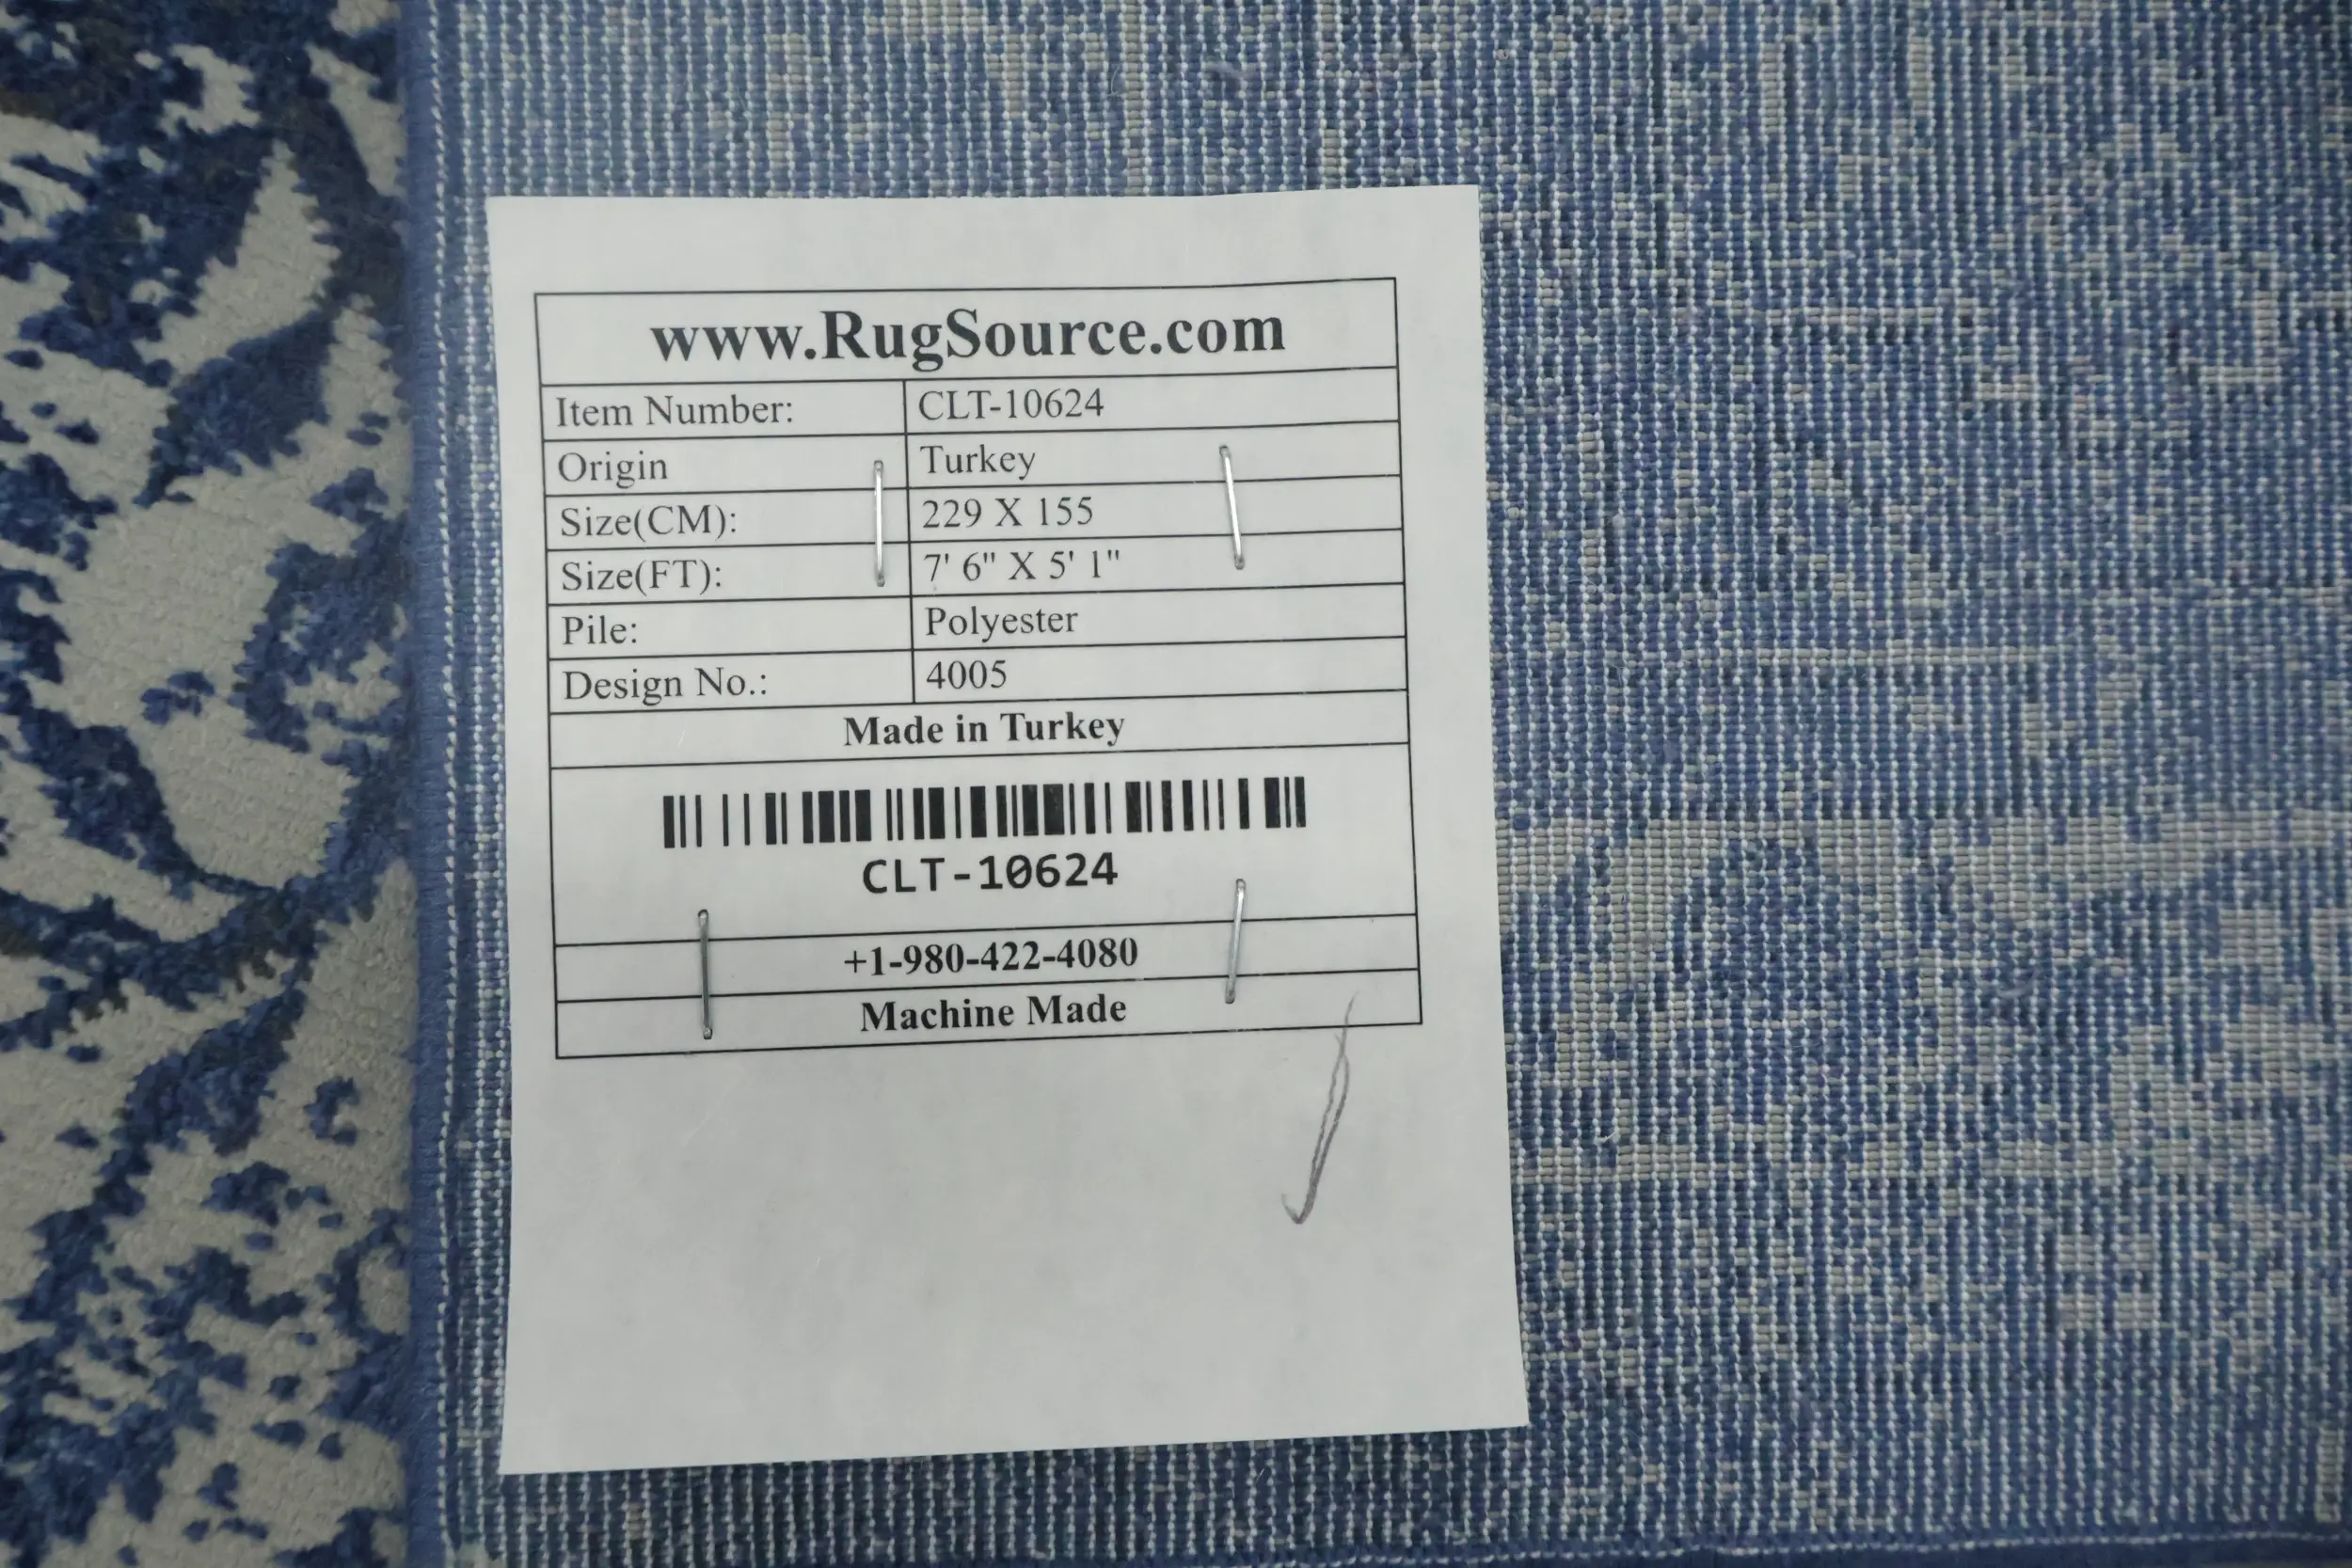 www.RugSource.com
Item Number: CLT-10624
Origin Turkey
Size(CM): 229 X 155
Size(FT): 7' 6" X 5' 1"
Pile: Polyester
Design No.: 4005
Made in Turkey
CLT-10624
+1-980-422-4080
Machine Made